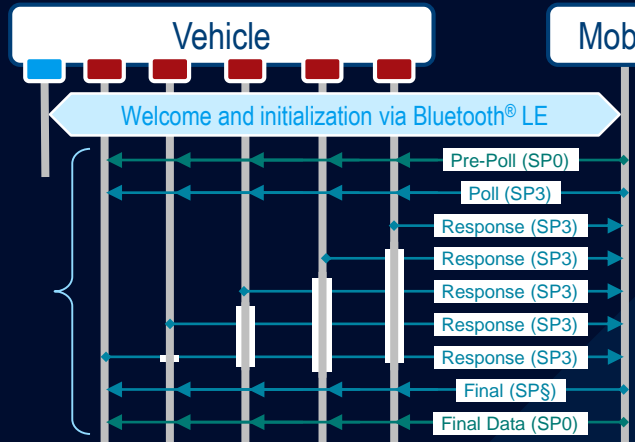 Vehicle
Mob
Welcome and initialization via Bluetooth® LE
Pre-Poll (SP0)
Poll (SP3)
Response (SP3)
Response (SP3)
Response (SP3)
Response (SP3)
Response (SP3)
Final (SP§)
Final Data (SP0)